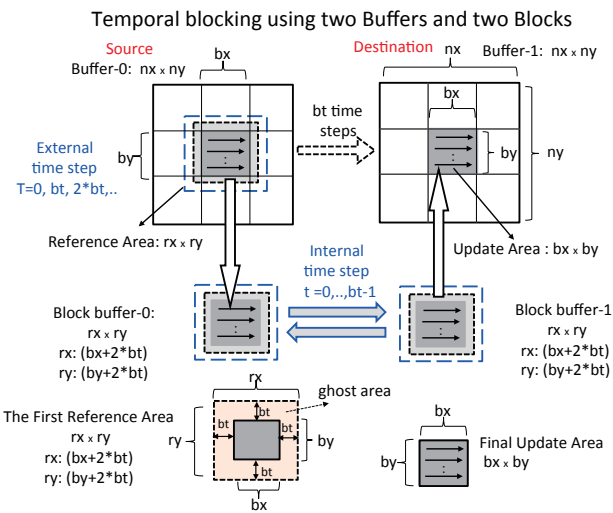 Temporal blocking using two Buffers and two Blocks
Source
Buffer-0: nx x ny
bx
Destination
nx
Buffer-1: nx x ny
bx
bt time
steps
External
time step
T=0, bt, 2*bt,..
by
:
:
by
ny
Reference Area: rx x ry
Update Area : bx x by
Internal
time step
t =0,..,bt-1
Block buffer-0:
rx x ry
rx: (bx+2*bt)
ry: (by+2*bt)
:
:
Block buffer-1
rx x ry
rx: (bx+2*bt)
ry: (by+2*bt)
rx
ghost area
The First Reference Area
rx x ry
rx: (bx+2*bt)
ry: (by+2*bt)
ry
bt
bt
bt
bt
by
bx
bx
by
:
Final Update Area
bx x by